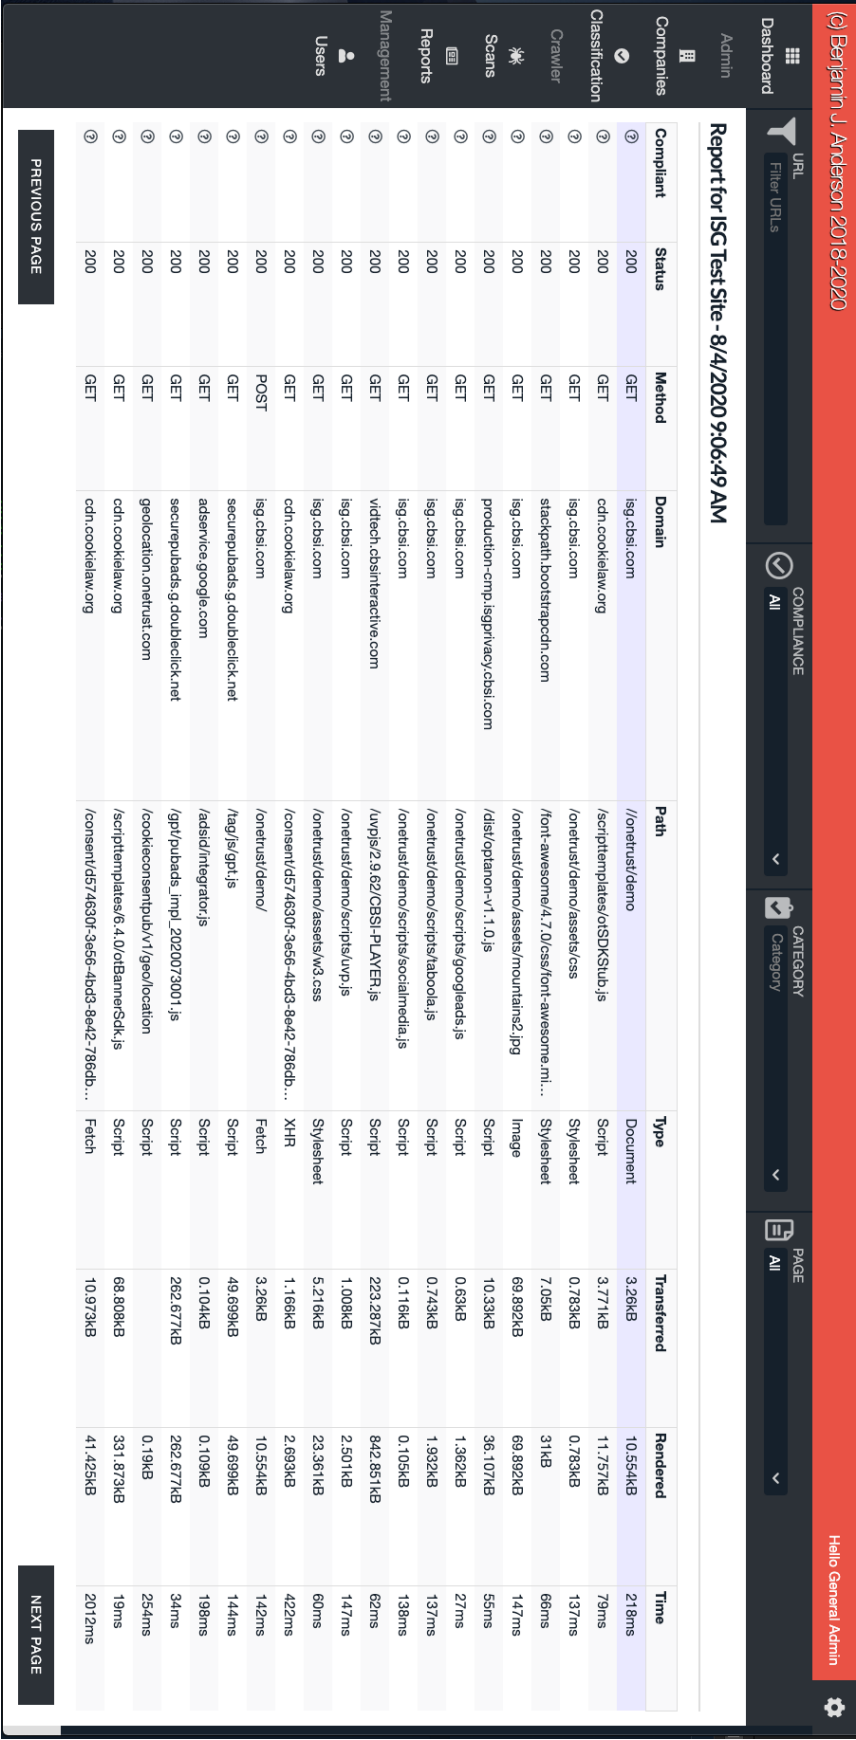 (c) Benjamin J. Anderson 2018-2020
Hello General Admin
Dashboard
Admin
Companies
Classification
Crawler
Scans
Reports
Management
Users
URL
Filter URLs
COMPLIANCE
All
CATEGORY
Category
PAGE
All
Report for ISG Test Site - 8/4/2020 9:06:49 AM
Compliant Status Method Domain Path Type Transferred Rendered Time
200 GET isg.cbsi.com //onetrust/demo Document 3.26kB 10.554kB 218ms
200 GET cdn.cookielaw.org /scripttemplates/otSDKStub.js Script 3.771kB 11.757kB 79ms
200 GET isg.cbsi.com /onetrust/demo/assets/css Stylesheet 0.783kB 0.783kB 137ms
200 GET stackpath.bootstrapcdn.com /font-awesome/4.7.0/css/font-awesome.mi... Stylesheet 7.05kB 31kB 66ms
200 GET isg.cbsi.com /onetrust/demo/assets/mountains2.jpg Image 69.892kB 69.892kB 147ms
200 GET production-cmp.isgprivacy.cbsi.com /dist/optanon-v1.1.0.js Script 10.33kB 36.107kB 55ms
200 GET isg.cbsi.com /onetrust/demo/scripts/googleads.js Script 0.63kB 1.362kB 27ms
200 GET isg.cbsi.com /onetrust/demo/scripts/taboola.js Script 0.743kB 1.932kB 137ms
200 GET isg.cbsi.com /onetrust/demo/scripts/socialmedia.js Script 0.116kB 0.105kB 138ms
200 GET vidtech.cbsinteractive.com /uvpjs/2.9.62/CBSI-PLAYER.js Script 223.287kB 842.851kB 62ms
200 GET isg.cbsi.com /onetrust/demo/scripts/uvp.js Script 1.008kB 2.501kB 147ms
200 GET isg.cbsi.com /onetrust/demo/assets/w3.css Stylesheet 5.216kB 23.361kB 60ms
200 GET cdn.cookielaw.org /consent/d574630f-3e56-4bd3-8e42-786db... XHR 1.166kB 2.693kB 422ms
200 POST isg.cbsi.com /onetrust/demo/ Fetch 3.26kB 10.554kB 142ms
200 GET securepubads.g.doubleclick.net /tag/js/gpt.js Script 49.699kB 49.699kB 144ms
200 GET adservice.google.com /adsid/integrator.js Script 0.104kB 0.109kB 198ms
200 GET securepubads.g.doubleclick.net /gpt/pubads_impl_2020073001.js Script 262.677kB 262.677kB 34ms
200 GET geolocation.onetrust.com /cookieconsentpub/v1/geo/location Script 0.19kB 254ms
200 GET cdn.cookielaw.org /scripttemplates/6.4.0/otBannerSdk.js Script 68.808kB 331.873kB 19ms
200 GET cdn.cookielaw.org /consent/d574630f-3e56-4bd3-8e42-786db... Fetch 10.973kB 41.425kB 2012ms
PREVIOUS PAGE
NEXT PAGE